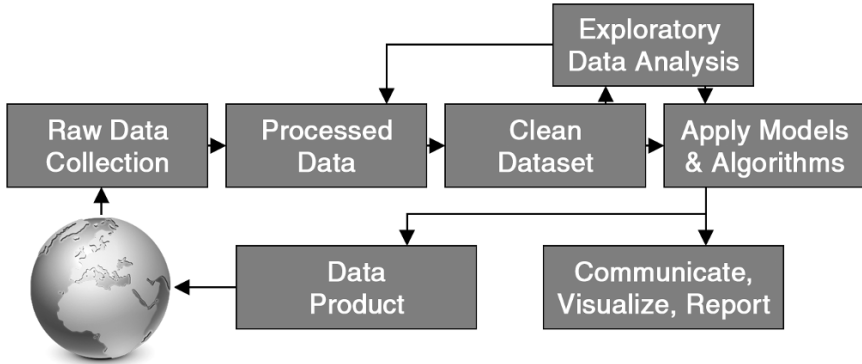 Exploratory
Data Analysis
Raw Data
Collection
Processed
Data
Clean
Dataset
Apply Models
& Algorithms
Data
Product
Communicate,
Visualize, Report